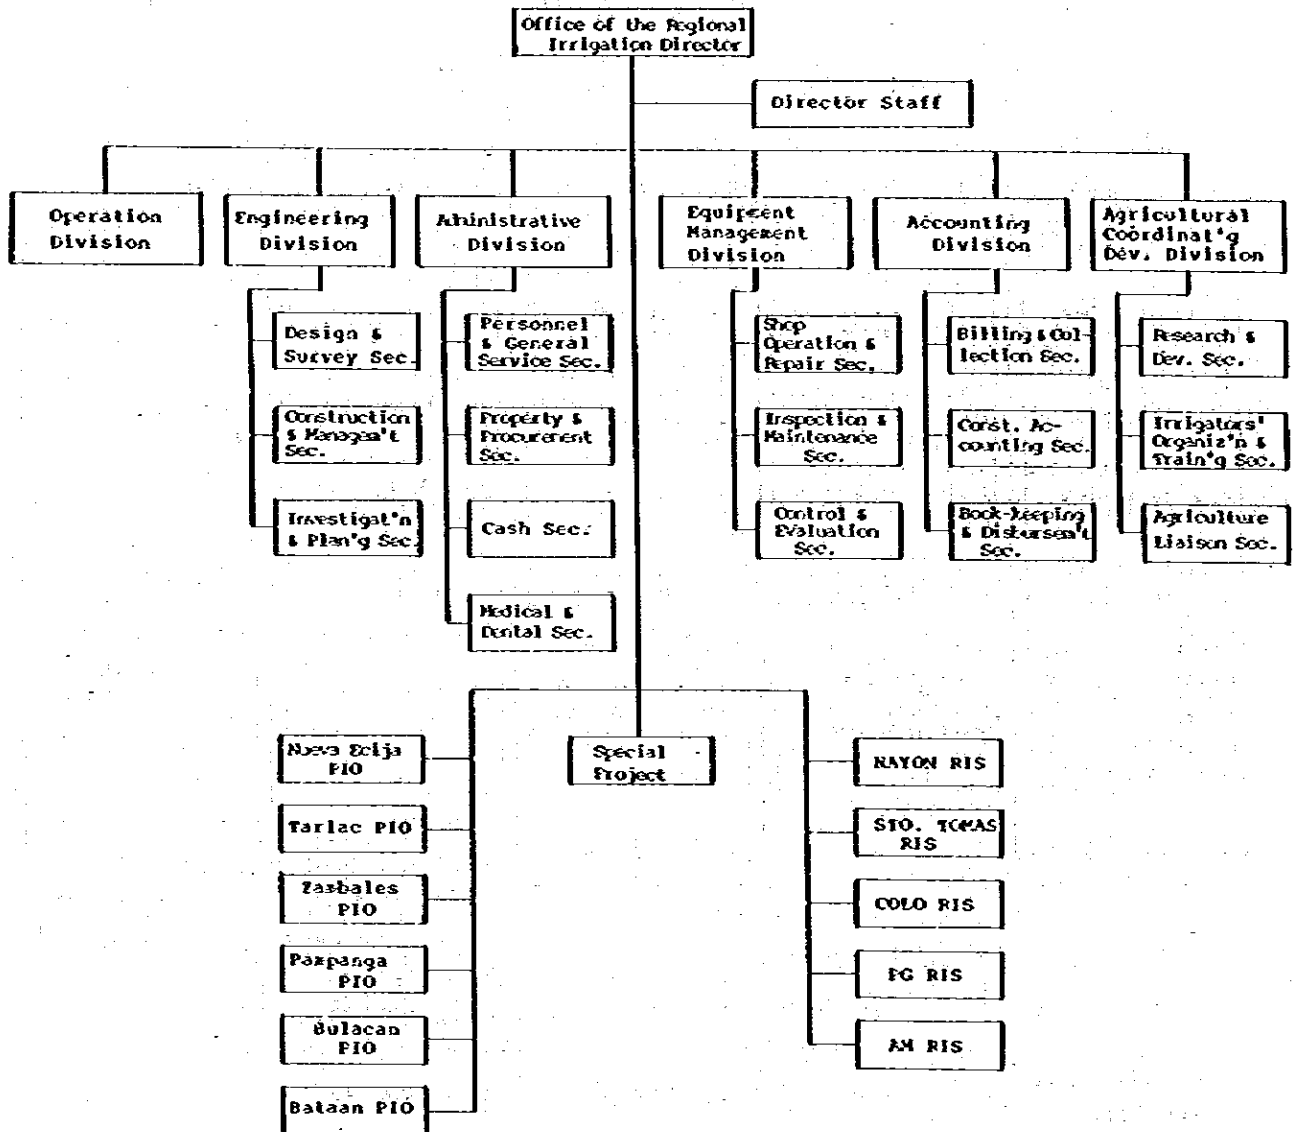 Office of the Regional
Irrigation Director
Director Staff
Operation
Division
Engineering
Division
Administrative
Division
Equipment
Management
Division
Accounting
Division
Agricultural
Coordinat'g
Dev. Division
Design &
Survey Sec.
Construction
& Managem't
Sec.
Investigat'n
& Plan'g Sec.
Personnel
& General
Service Sec.
Property &
Procurement
Sec.
Cash Sec.
Medical &
Dental Sec.
Shop
Operation &
Repair Sec.
Inspection &
Maintenance
Sec.
Control &
Evaluation
Sec.
Billing & Col-
lection Sec.
Const. Ac-
counting Sec.
Book-keeping
& Disbursem't
Sec.
Research &
Dev. Sec.
Irrigators'
Organiz'n &
Train'g Sec.
Agriculture
Liaison Sec.
Nueva Ecija
PIO
Tarlac PIO
Zambales
PIO
Pampanga
PIO
Bulacan
PIO
Bataan PIO
Special
Project
NAYON RIS
STO. TOMAS
RIS
COLO RIS
PG RIS
AM RIS